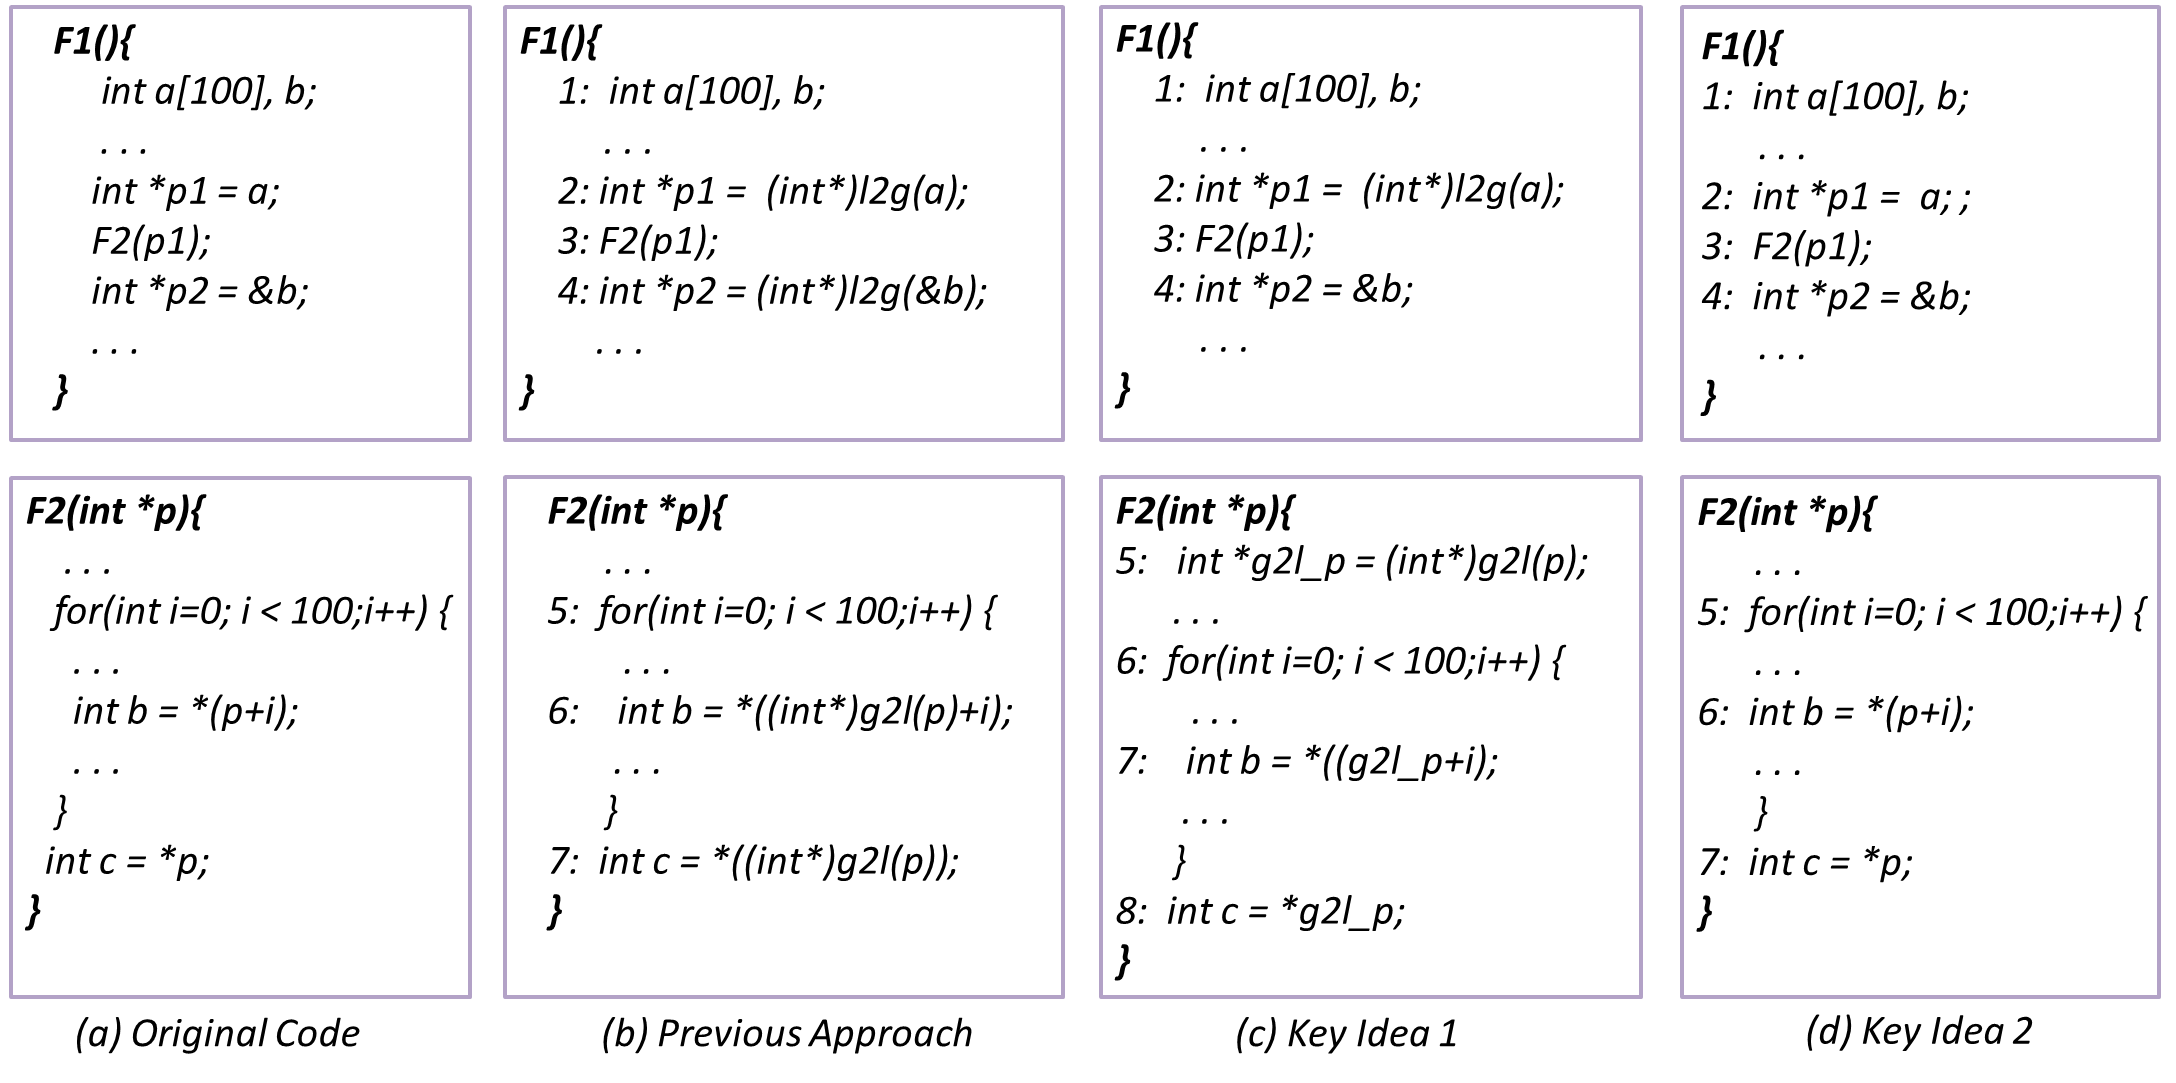 F1(){
int a[100], b;
. . .
int *p1 = a;
F2(p1);
int *p2 = &b;
. . .
}
F1(){
1: int a[100], b;
. . .
2: int *p1 = (int*)l2g(a);
3: F2(p1);
4: int *p2 = (int*)l2g(&b);
. . .
}
F1(){
1: int a[100], b;
. . .
2: int *p1 = (int*)l2g(a);
3: F2(p1);
4: int *p2 = &b;
. . .
}
F1(){
1: int a[100], b;
. . .
2: int *p1 = a; ;
3: F2(p1);
4: int *p2 = &b;
. . .
}
F2(int *p){
. . .
for(int i=0; i < 100;i++) {
. . .
int b = *(p+i);
. . .
}
int c = *p;
}
F2(int *p){
. . .
5: for(int i=0; i < 100;i++) {
. . .
6: int b = *((int*)g2l(p)+i);
. . .
}
7: int c = *((int*)g2l(p));
}
F2(int *p){
5: int *g2l_p = (int*)g2l(p);
. . .
6: for(int i=0; i < 100;i++) {
. . .
7: int b = *((g2l_p+i);
. . .
}
8: int c = *g2l_p;
}
F2(int *p){
. . .
5: for(int i=0; i < 100;i++) {
. . .
6: int b = *(p+i);
. . .
}
7: int c = *p;
}
(a) Original Code
(b) Previous Approach
(c) Key Idea 1
(d) Key Idea 2